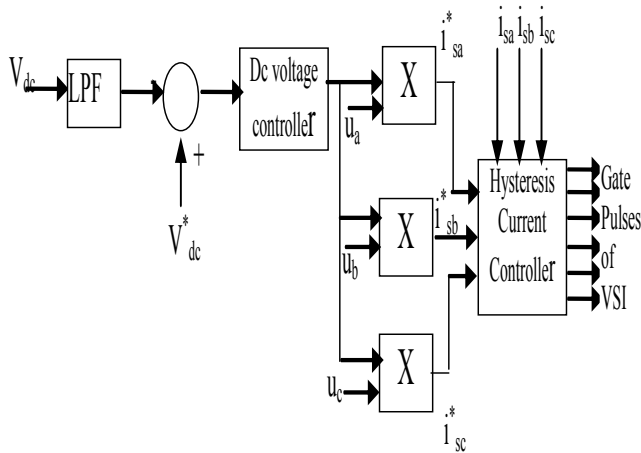 V_dc
LPF
-
+
V*_dc
Dc voltage
controller
u_a
X
i*_sa
u_b
X
i*_sb
u_c
X
i*_sc
i_sa i_sb i_sc
Hysteresis
Current
Controller
Gate
Pulses
of
VSI